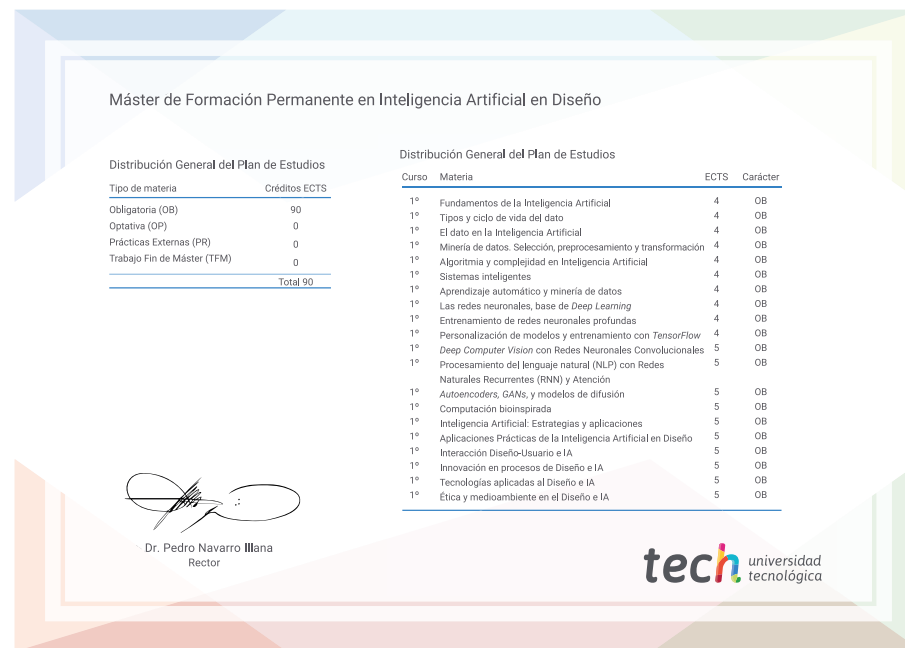 Máster de Formación Permanente en Inteligencia Artificial en Diseño
Distribución General del Plan de Estudios
Tipo de materia Créditos ECTS
Obligatoria (OB) 90
Optativa (OP) 0
Prácticas Externas (PR) 0
Trabajo Fin de Máster (TFM) 0
Total 90
Distribución General del Plan de Estudios
Curso Materia ECTS Carácter
1º Fundamentos de la Inteligencia Artificial 4 OB
1º Tipos y ciclo de vida del dato 4 OB
1º El dato en la Inteligencia Artificial 4 OB
1º Minería de datos. Selección, preprocesamiento y transformación 4 OB
1º Algoritmia y complejidad en Inteligencia Artificial 4 OB
1º Sistemas inteligentes 4 OB
1º Aprendizaje automático y minería de datos 4 OB
1º Las redes neuronales, base de Deep Learning 4 OB
1º Entrenamiento de redes neuronales profundas 4 OB
1º Personalización de modelos y entrenamiento con TensorFlow 4 OB
1º Deep Computer Vision con Redes Neuronales Convolucionales 5 OB
1º Procesamiento del lenguaje natural (NLP) con Redes 5 OB
Naturales Recurrentes (RNN) y Atención
1º Autoencoders, GANs, y modelos de difusión 5 OB
1º Computación bioinspirada 5 OB
1º Inteligencia Artificial: Estrategias y aplicaciones 5 OB
1º Aplicaciones Prácticas de la Inteligencia Artificial en Diseño 5 OB
1º Interacción Diseño-Usuario e IA 5 OB
1º Innovación en procesos de Diseño e IA 5 OB
1º Tecnologías aplicadas al Diseño e IA 5 OB
1º Ética y medioambiente en el Diseño e IA 5 OB
Dr. Pedro Navarro Illana
Rector
tech universidad
tecnológica